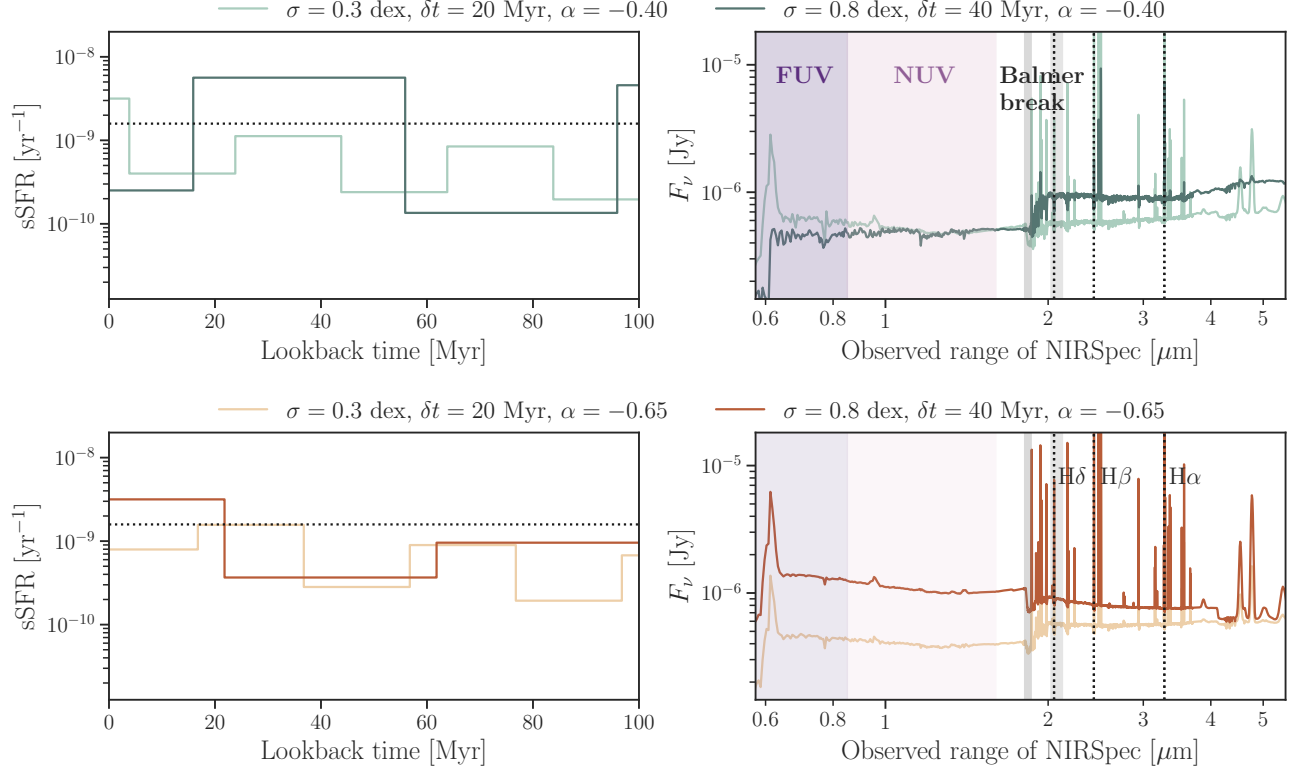 σ = 0.3 dex, δt = 20 Myr, α = −0.40
σ = 0.8 dex, δt = 40 Myr, α = −0.40
sSFR [yr⁻¹]
10⁻⁸
10⁻⁹
10⁻¹⁰
0 20 40 60 80 100
Lookback time [Myr]
F_ν [Jy]
10⁻⁵
10⁻⁶
FUV
NUV
Balmer
break
0.6 0.8 1 2 3 4 5
Observed range of NIRSpec [μm]
σ = 0.3 dex, δt = 20 Myr, α = −0.65
σ = 0.8 dex, δt = 40 Myr, α = −0.65
sSFR [yr⁻¹]
10⁻⁸
10⁻⁹
10⁻¹⁰
0 20 40 60 80 100
Lookback time [Myr]
F_ν [Jy]
10⁻⁵
10⁻⁶
Hδ
Hβ
Hα
0.6 0.8 1 2 3 4 5
Observed range of NIRSpec [μm]